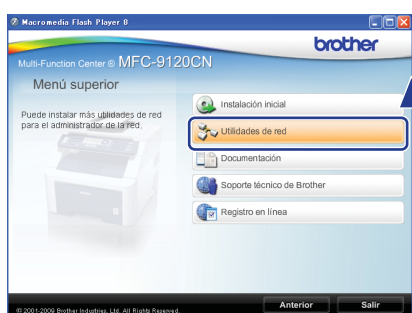 Macromedia Flash Player 8
brother
Multi-Function Center ® MFC-9120CN
Menú superior
Puede instalar más utilidades de red
para el administrador de la red.
Instalación inicial
Utilidades de red
Documentación
Soporte técnico de Brother
Registro en línea
© 2001-2009 Brother Industries, Ltd. All Rights Reserved.
Anterior
Salir